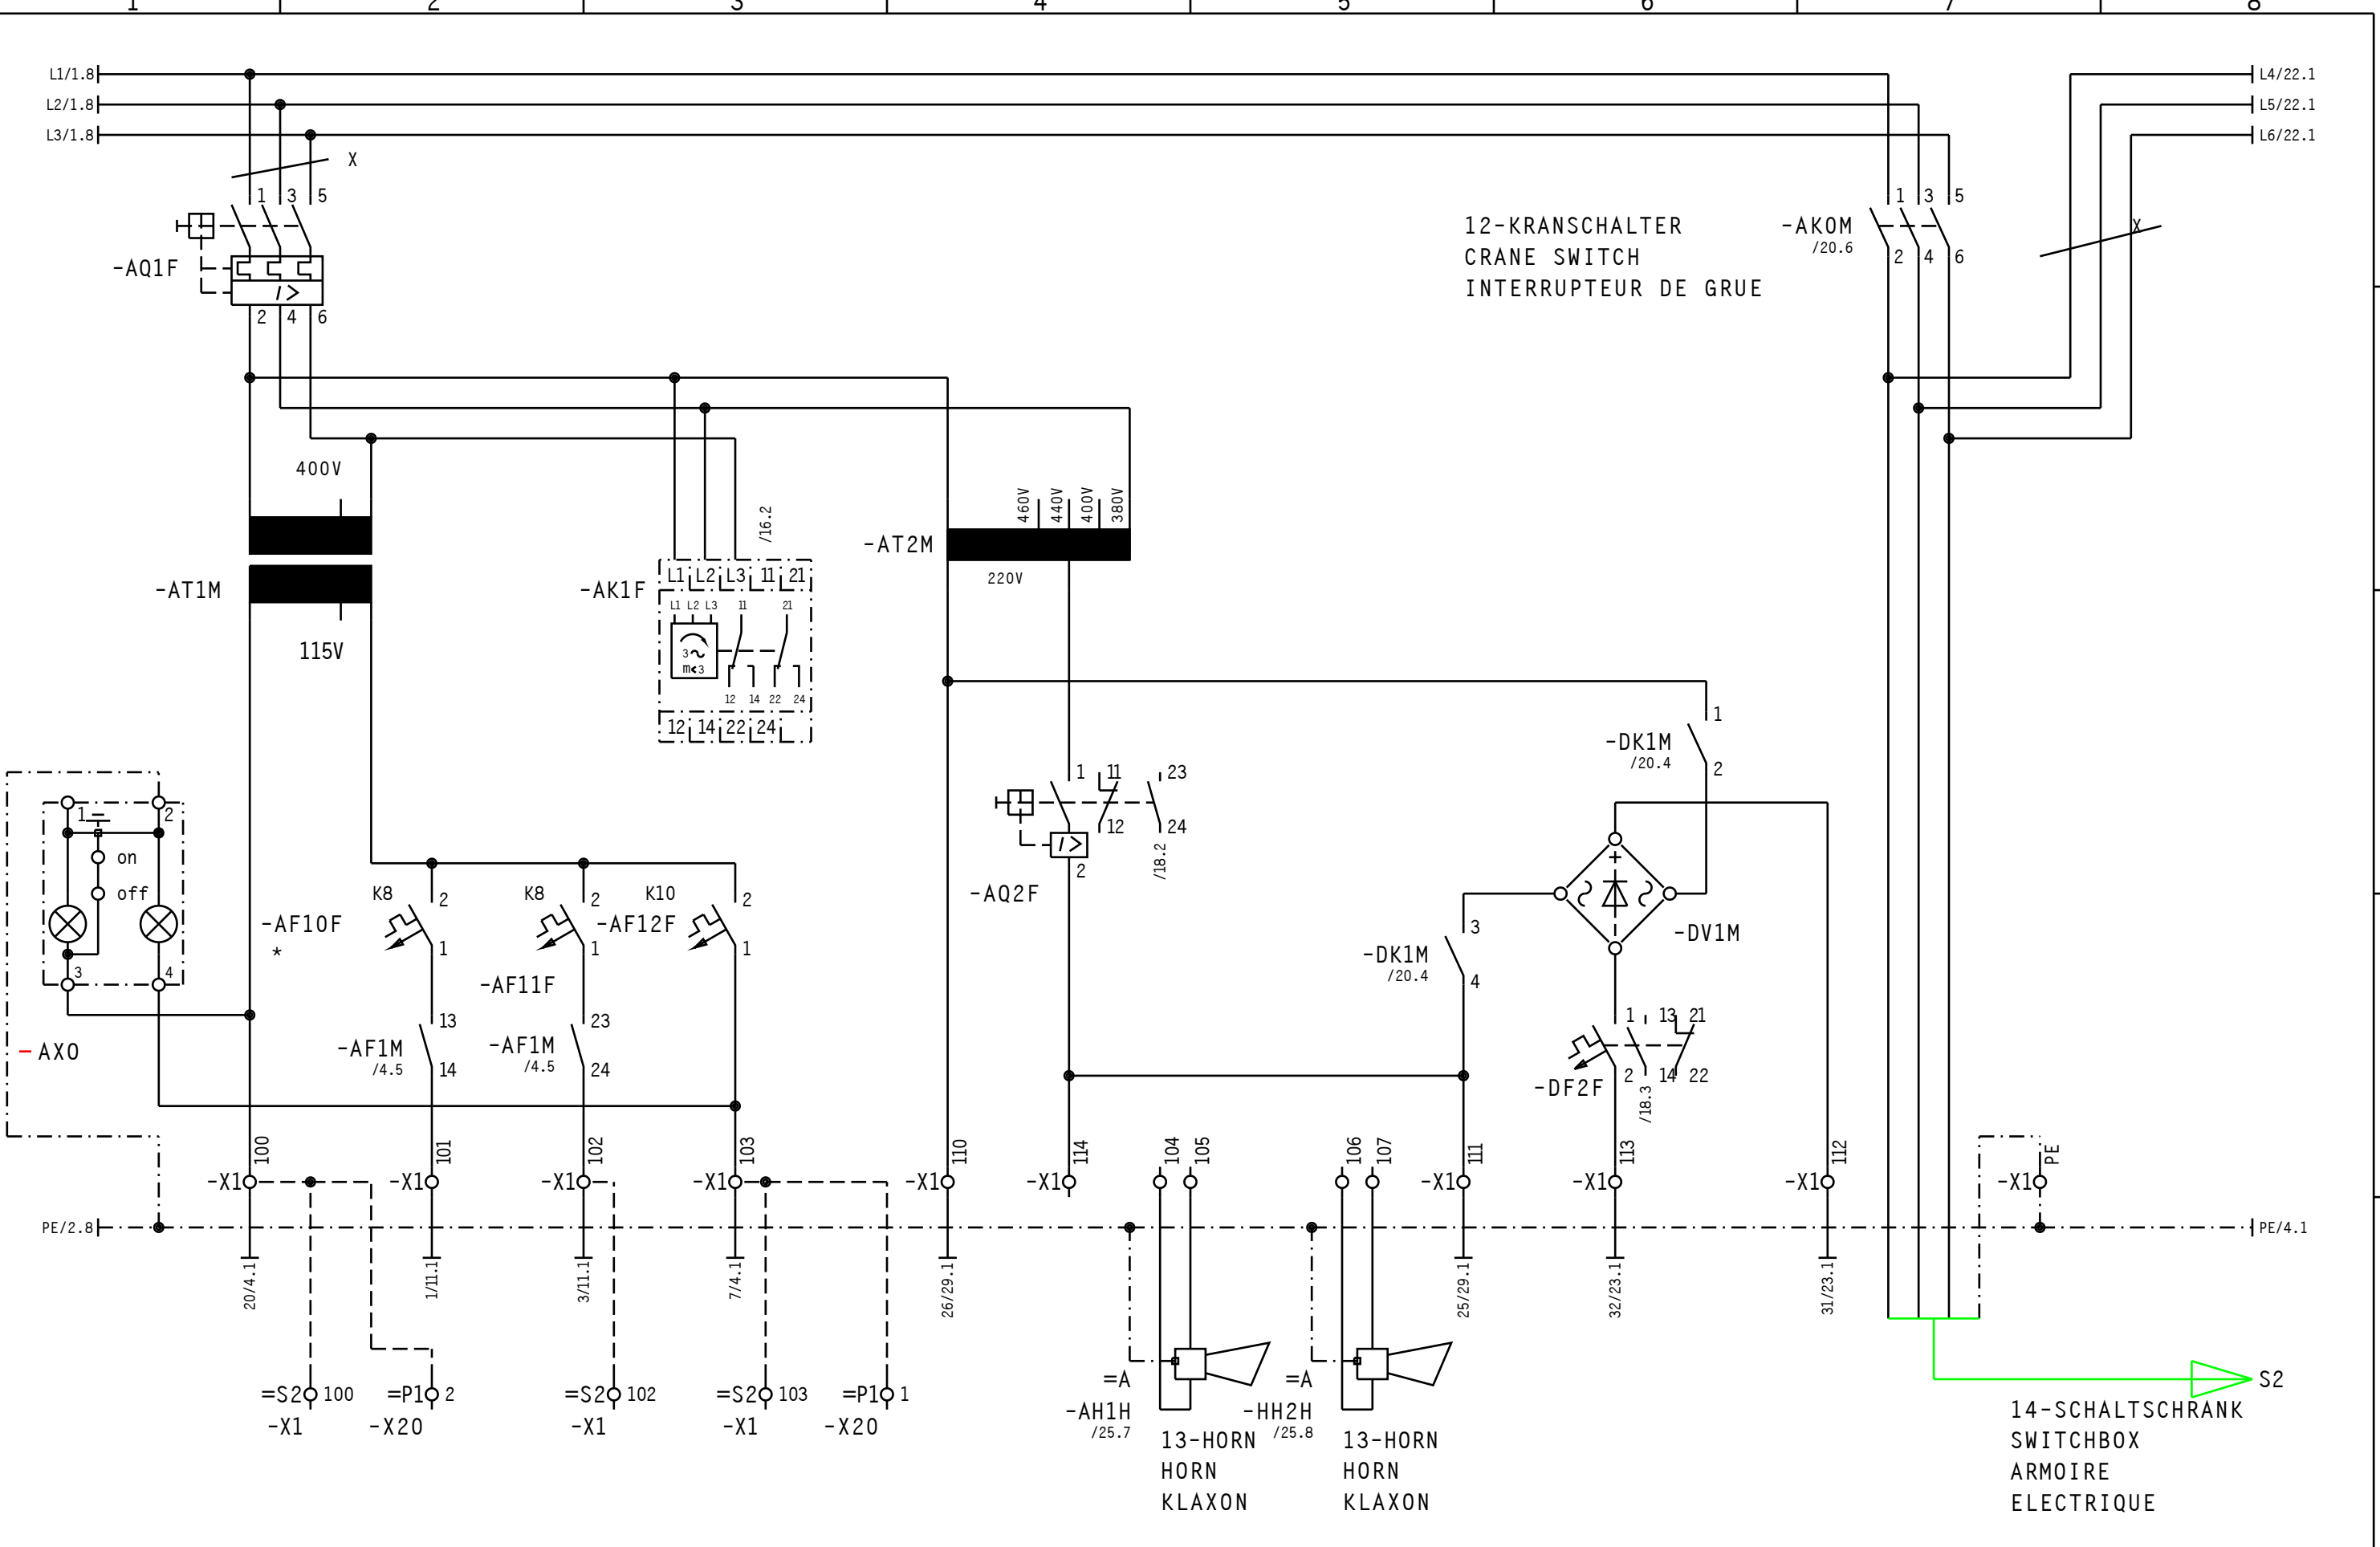 1 2 3 4 5 6 7 8
L1/1.8 L4/22.1
L2/1.8 L5/22.1
L3/1.8 L6/22.1
X
1 3 5
-AQ1F
I >
2 4 6
12-KRANSCHALTER
CRANE SWITCH
INTERRUPTEUR DE GRUE
-AK0M
/20.6
1 3 5
2 4 6
X
400V
-AT1M
115V
/16.2
-AK1F
L1 L2 L3 11 21
L1 L2 L3 11 21
3~
m<3
12 14 22 24
12 14 22 24
460V 440V 400V 380V
-AT2M
220V
-DK1M
/20.4
1
2
1 11 23
12 24
I >
2
/18.2
-AQ2F
1 2
on
off
3 4
-AX0
K8 2 K8 2 K10 2
-AF10F
*
1
-AF11F
1
-AF12F
1
+
-
-DV1M
-DK1M
/20.4
3
4
13 23
-AF1M
/4.5
14
-AF1M
/4.5
24
1 13 21
-DF2F
2 14 22
/18.3
100 101 102 103 110 114 104 105 106 107 111 113 112 PE
-X1 -X1 -X1 -X1 -X1 -X1 -X1 -X1 -X1 -X1
PE/2.8 PE/4.1
20/4.1 1/11.1 3/11.1 7/4.1 26/29.1 25/29.1 32/23.1 31/23.1
=S2 100 =P1 2 =S2 102 =S2 103 =P1 1
-X1 -X20 -X1 -X1 -X20
=A
-AH1H
/25.7
13-HORN
HORN
KLAXON
=A
-HH2H
/25.8
13-HORN
HORN
KLAXON
S2
14-SCHALTSCHRANK
SWITCHBOX
ARMOIRE
ELECTRIQUE